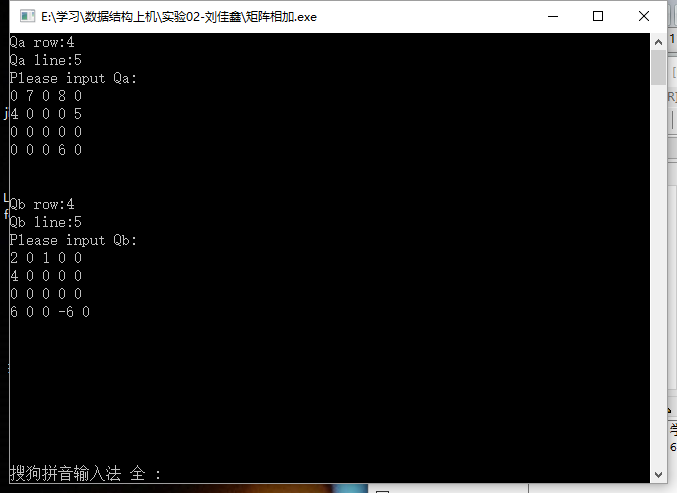 E:\学习\数据结构上机\实验02-刘佳鑫\矩阵相加.exe
Qa row:4
Qa line:5
Please input Qa:
0 7 0 8 0
4 0 0 0 5
0 0 0 0 0
0 0 0 6 0
Qb row:4
Qb line:5
Please input Qb:
2 0 1 0 0
4 0 0 0 0
0 0 0 0 0
6 0 0 -6 0
搜狗拼音输入法 全 :